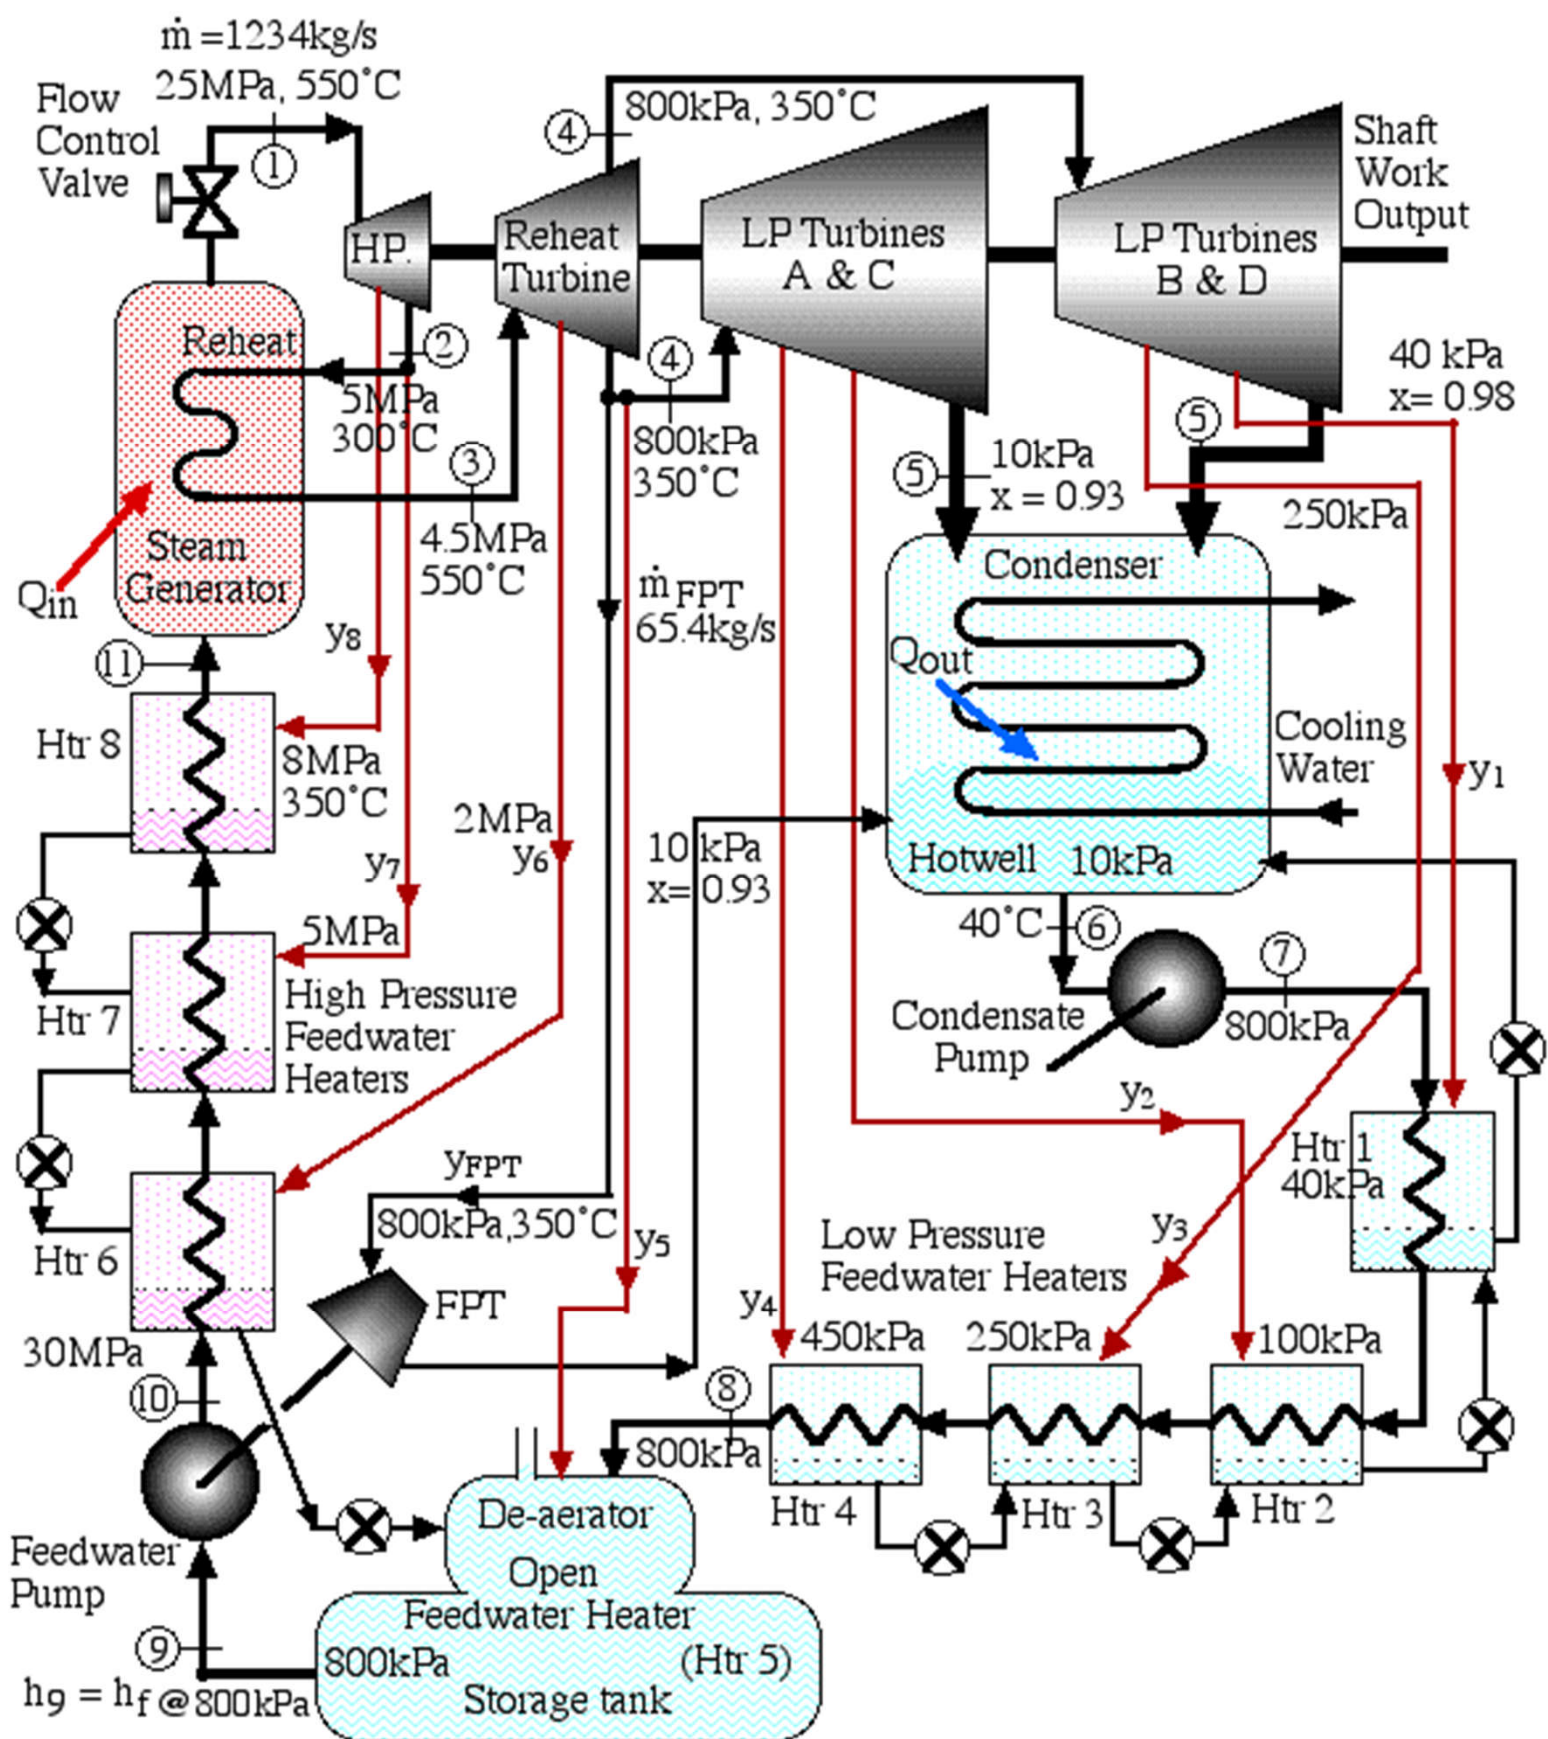 ṁ =1234kg/s
25MPa, 550°C
Flow
Control
Valve
①
④
800kPa, 350°C
Shaft
Work
Output
HP.
Reheat
Turbine
LP Turbines
A & C
LP Turbines
B & D
Reheat
②
5MPa
300°C
③
4.5MPa
550°C
④
800kPa
350°C
40 kPa
x= 0.98
⑤
⑤
10kPa
x = 0.93
250kPa
Steam
Generator
Qin
ṁFPT
65.4kg/s
Condenser
Qout
Cooling
Water
Hotwell 10kPa
y8
⑪
Htr 8
8MPa
350°C
2MPa
y6
10 kPa
x= 0.93
y1
y7
5MPa
40°C
⑥
⑦
Condensate
Pump
800kPa
Htr 7
High Pressure
Feedwater
Heaters
y2
Htr 1
40kPa
yFPT
800kPa,350°C
y5
y3
Htr 6
FPT
Low Pressure
Feedwater Heaters
y4
30MPa
⑩
450kPa
250kPa
100kPa
⑧
800kPa
Htr 4
Htr 3
Htr 2
De-aerator
Open
Feedwater Heater
(Htr 5)
800kPa
Storage tank
Feedwater
Pump
⑨
h9 = hf @800kPa